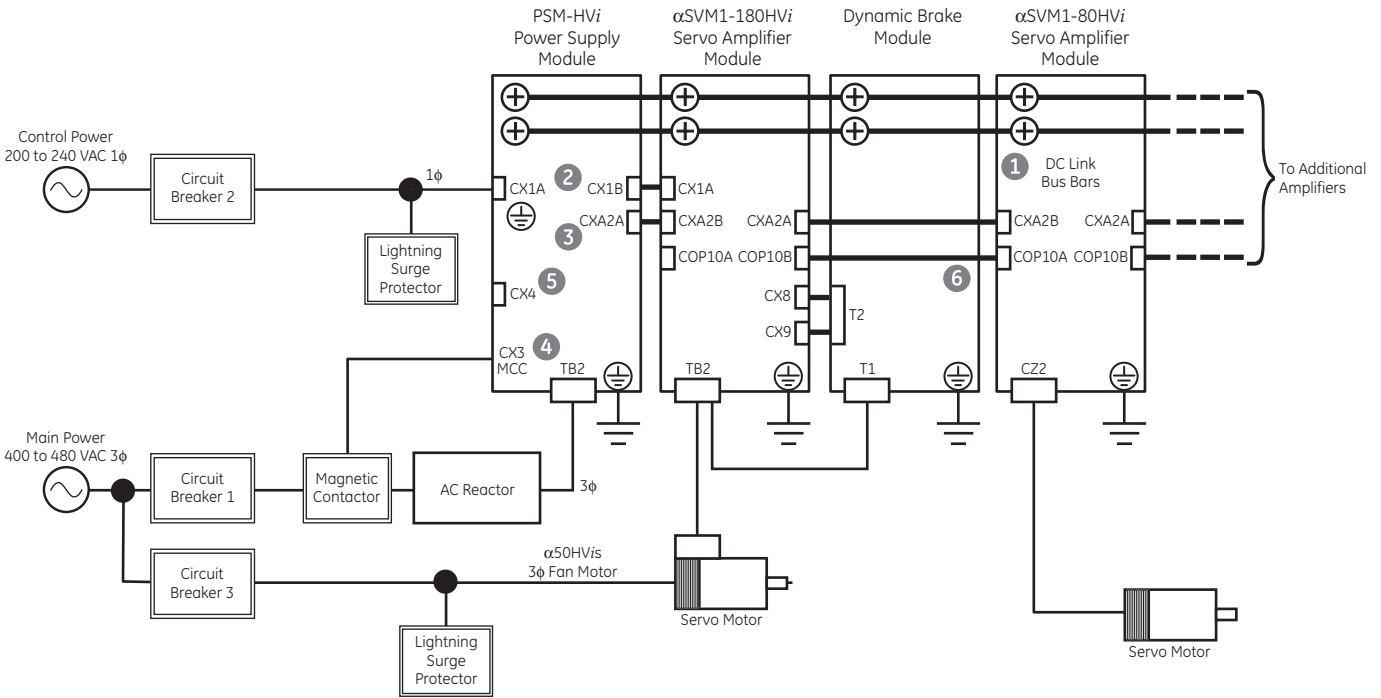 PSM-HVi
Power Supply
Module
αSVM1-180HVi
Servo Amplifier
Module
Dynamic Brake
Module
αSVM1-80HVi
Servo Amplifier
Module
Control Power
200 to 240 VAC 1ϕ
Circuit
Breaker 2
1ϕ
Lightning
Surge
Protector
CX1A
2
CX1B
CX1A
3
CXA2A
CXA2B
CXA2A
1
DC Link
Bus Bars
CXA2B
CXA2A
To Additional
Amplifiers
COP10A
COP10B
6
COP10A
COP10B
CX4
5
CX8
CX9
T2
CX3
MCC
4
TB2
TB2
T1
CZ2
Main Power
400 to 480 VAC 3ϕ
Circuit
Breaker 1
Magnetic
Contactor
AC Reactor
3ϕ
Circuit
Breaker 3
α50HVis
3ϕ Fan Motor
Lightning
Surge
Protector
Servo Motor
Servo Motor